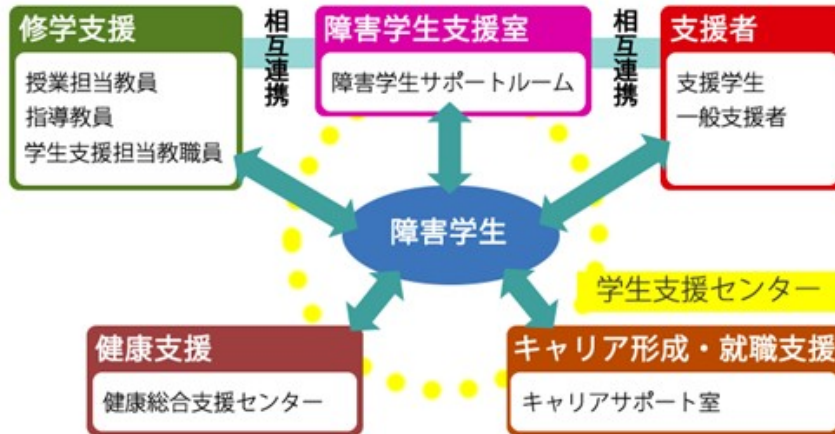 修学支援
授業担当教員
指導教員
学生支援担当教職員
相互連携
障害学生支援室
障害学生サポートルーム
相互連携
支援者
支援学生
一般支援者
障害学生
学生支援センター
健康支援
健康総合支援センター
キャリア形成・就職支援
キャリアサポート室